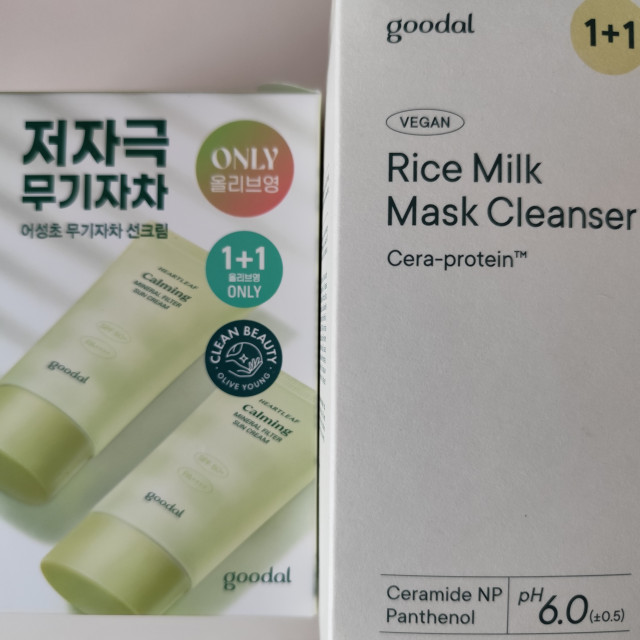 저자극
무기자차
어성초 무기자차 선크림
ONLY
올리브영
1+1
올리브영
ONLY
CLEAN BEAUTY
OLIVE YOUNG
HEARTLEAF
Calming
MINERAL FILTER
SUN CREAM
goodal
HEARTLEAF
Calming
MINERAL FILTER
SUN CREAM
goodal
goodal
goodal
1+1
VEGAN
Rice Milk
Mask Cleanser
Cera-protein™
Ceramide NP
Panthenol
pH 6.0 (±0.5)